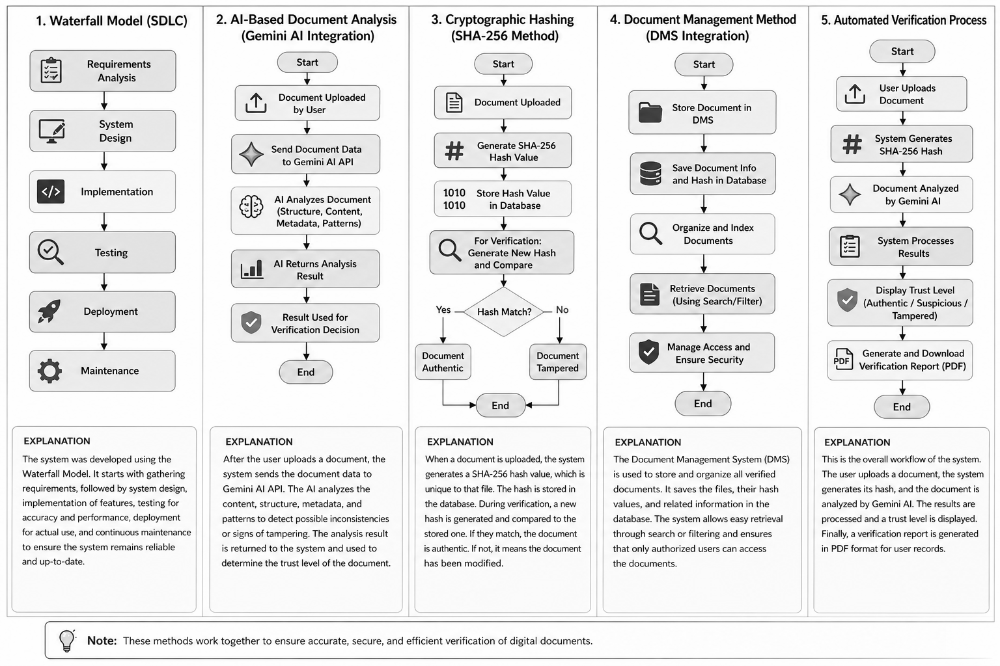 1. Waterfall Model (SDLC)
Requirements
Analysis
System
Design
</>
Implementation
Testing
Deployment
Maintenance
EXPLANATION
The system was developed using the
Waterfall Model. It starts with gathering
requirements, followed by system design,
implementation of features, testing for
accuracy and performance, deployment
for actual use, and continuous maintenance
to ensure the system remains reliable
and up-to-date.
2. AI-Based Document Analysis
(Gemini AI Integration)
Start
Document Uploaded
by User
Send Document Data
to Gemini AI API
AI Analyzes Document
(Structure, Content,
Metadata, Patterns)
AI Returns Analysis
Result
Result Used for
Verification Decision
End
EXPLANATION
After the user uploads a document, the
system sends the document data to
Gemini AI API. The AI analyzes the
content, structure, metadata, and
patterns to detect possible inconsistencies
or signs of tampering. The analysis result
is returned to the system and used to
determine the trust level of the document.
3. Cryptographic Hashing
(SHA-256 Method)
Start
Document Uploaded
#
Generate SHA-256
Hash Value
1010
1010
Store Hash Value
in Database
For Verification:
Generate New Hash
and Compare
Hash Match?
Yes
No
Document
Authentic
Document
Tampered
End
EXPLANATION
When a document is uploaded, the system
generates a SHA-256 hash value, which is
unique to that file. The hash is stored in
the database. During verification, a new
hash is generated and compared to the
stored one. If they match, the document
is authentic. If not, it means the document
has been modified.
4. Document Management Method
(DMS Integration)
Start
Store Document in
DMS
Save Document Info
and Hash in Database
Organize and Index
Documents
Retrieve Documents
(Using Search/Filter)
Manage Access and
Ensure Security
End
EXPLANATION
The Document Management System (DMS)
is used to store and organize all verified
documents. It saves the files, their hash
values, and related information in the
database. The system allows easy retrieval
through search or filtering and ensures
that only authorized users can access
the documents.
5. Automated Verification Process
Start
User Uploads
Document
#
System Generates
SHA-256 Hash
Document Analyzed
by Gemini AI
System Processes
Results
Display Trust Level
(Authentic / Suspicious /
Tampered)
PDF
Generate and Download
Verification Report (PDF)
End
EXPLANATION
This is the overall workflow of the system.
The user uploads a document, the system
generates its hash, and the document is
analyzed by Gemini AI. The results are
processed and a trust level is displayed.
Finally, a verification report is generated
in PDF format for user records.
Note: These methods work together to ensure accurate, secure, and efficient verification of digital documents.